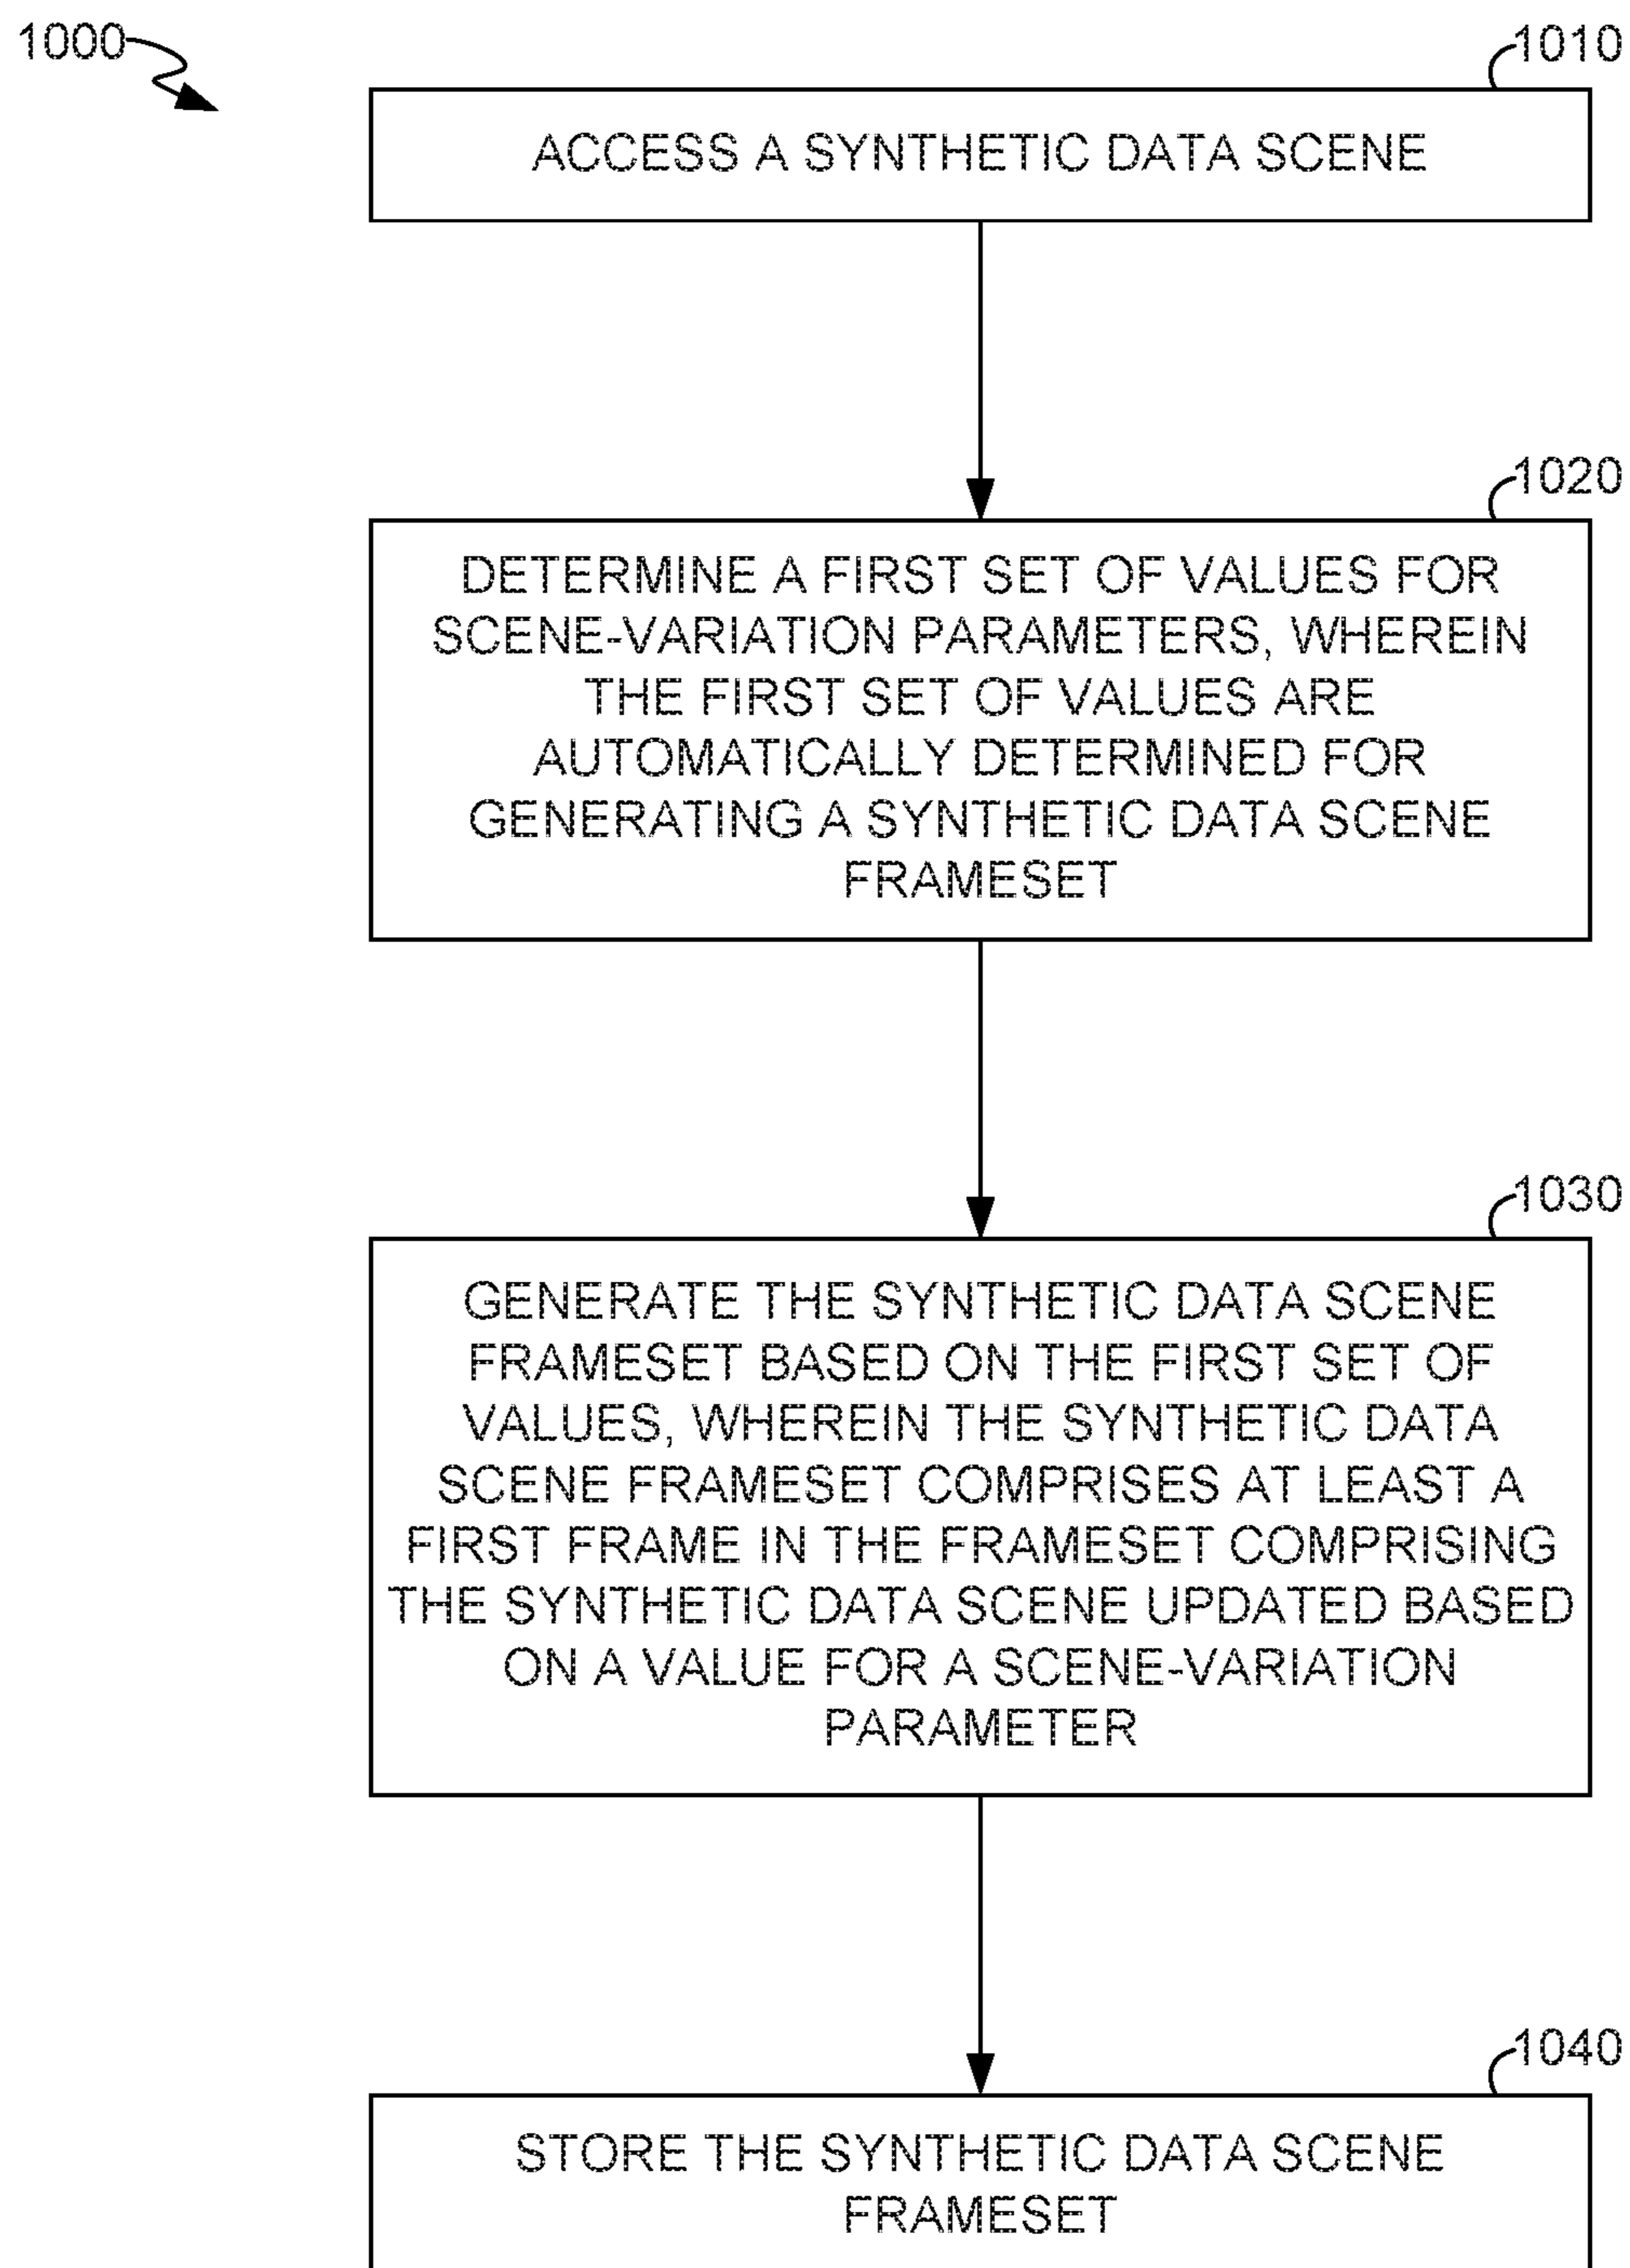 1000
1010
ACCESS A SYNTHETIC DATA SCENE
1020
DETERMINE A FIRST SET OF VALUES FOR
SCENE-VARIATION PARAMETERS, WHEREIN
THE FIRST SET OF VALUES ARE
AUTOMATICALLY DETERMINED FOR
GENERATING A SYNTHETIC DATA SCENE
FRAMESET
1030
GENERATE THE SYNTHETIC DATA SCENE
FRAMESET BASED ON THE FIRST SET OF
VALUES, WHEREIN THE SYNTHETIC DATA
SCENE FRAMESET COMPRISES AT LEAST A
FIRST FRAME IN THE FRAMESET COMPRISING
THE SYNTHETIC DATA SCENE UPDATED BASED
ON A VALUE FOR A SCENE-VARIATION
PARAMETER
1040
STORE THE SYNTHETIC DATA SCENE
FRAMESET